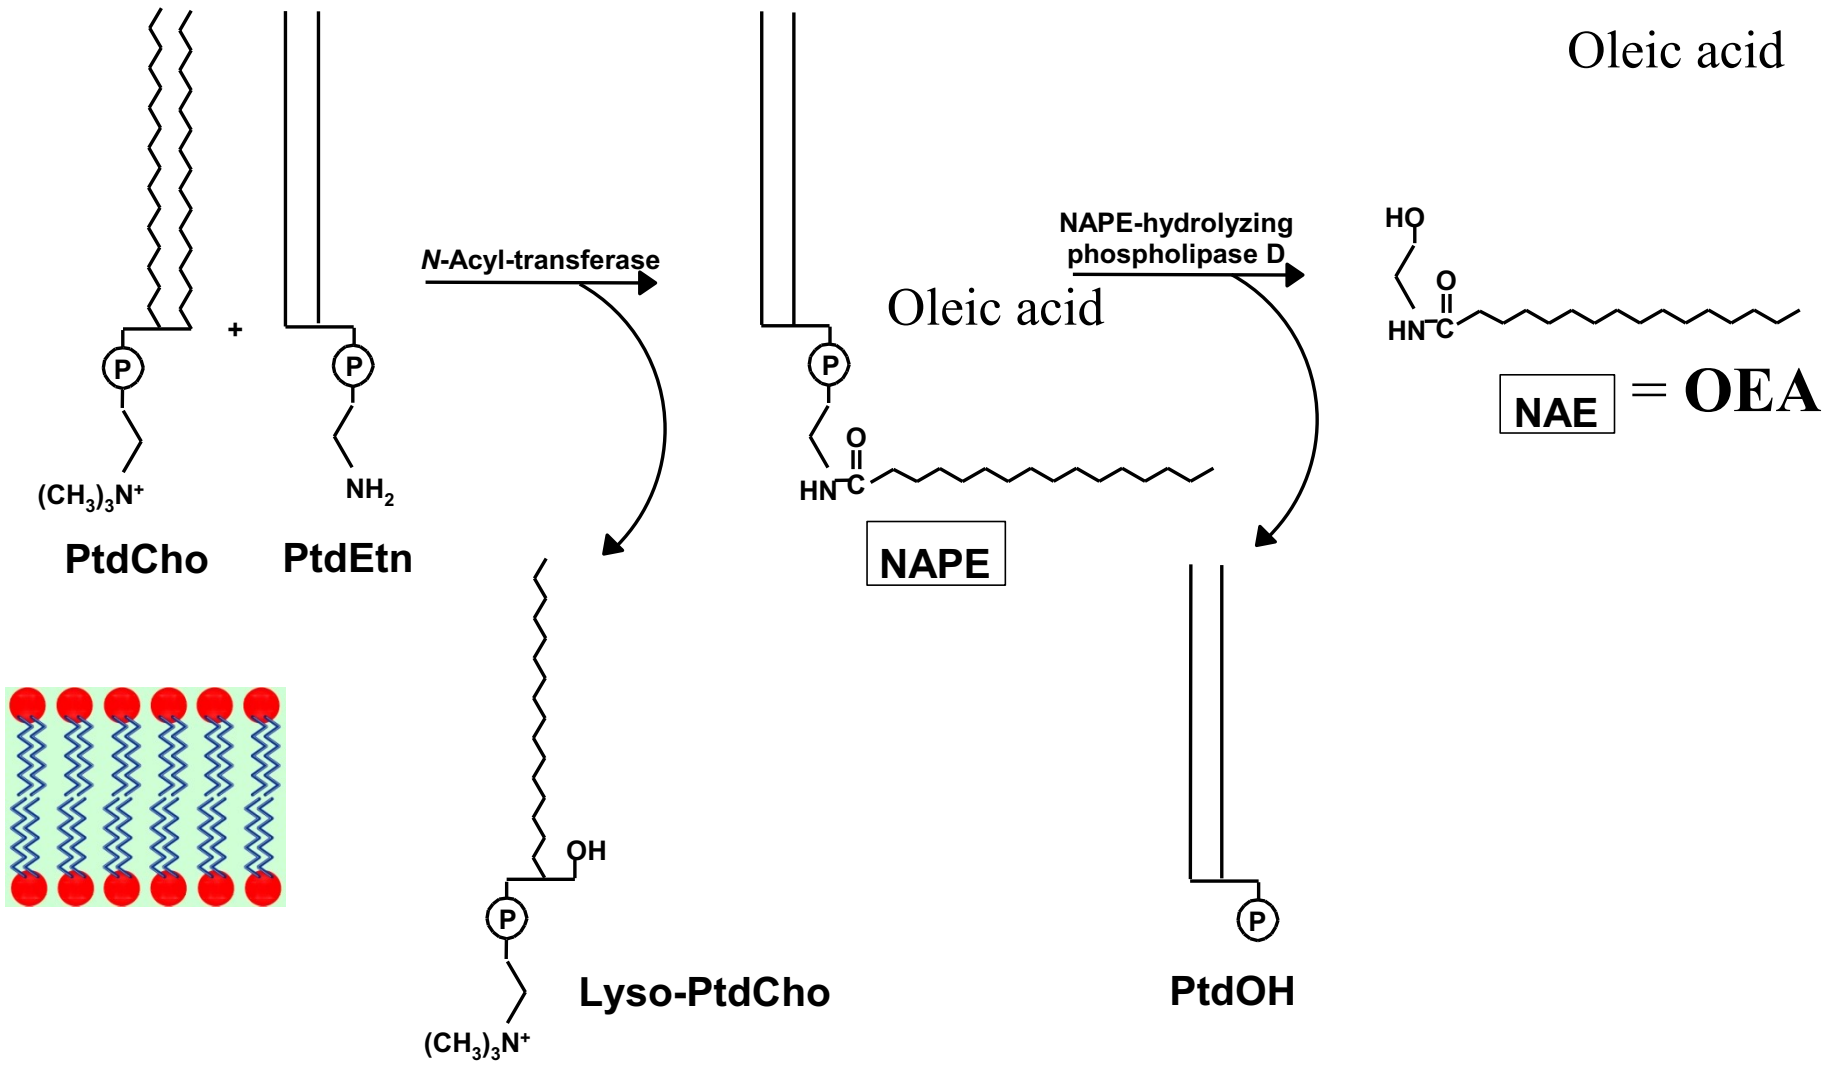 Oleic acid
NAPE-hydrolyzing
phospholipase D
N-Acyl-transferase
Oleic acid
HO
O
HN
C
+
P
P
P
(CH₃)₃N⁺
NH₂
O
HN
C
NAE
= OEA
PtdCho
PtdEtn
NAPE
OH
P
P
Lyso-PtdCho
PtdOH
(CH₃)₃N⁺